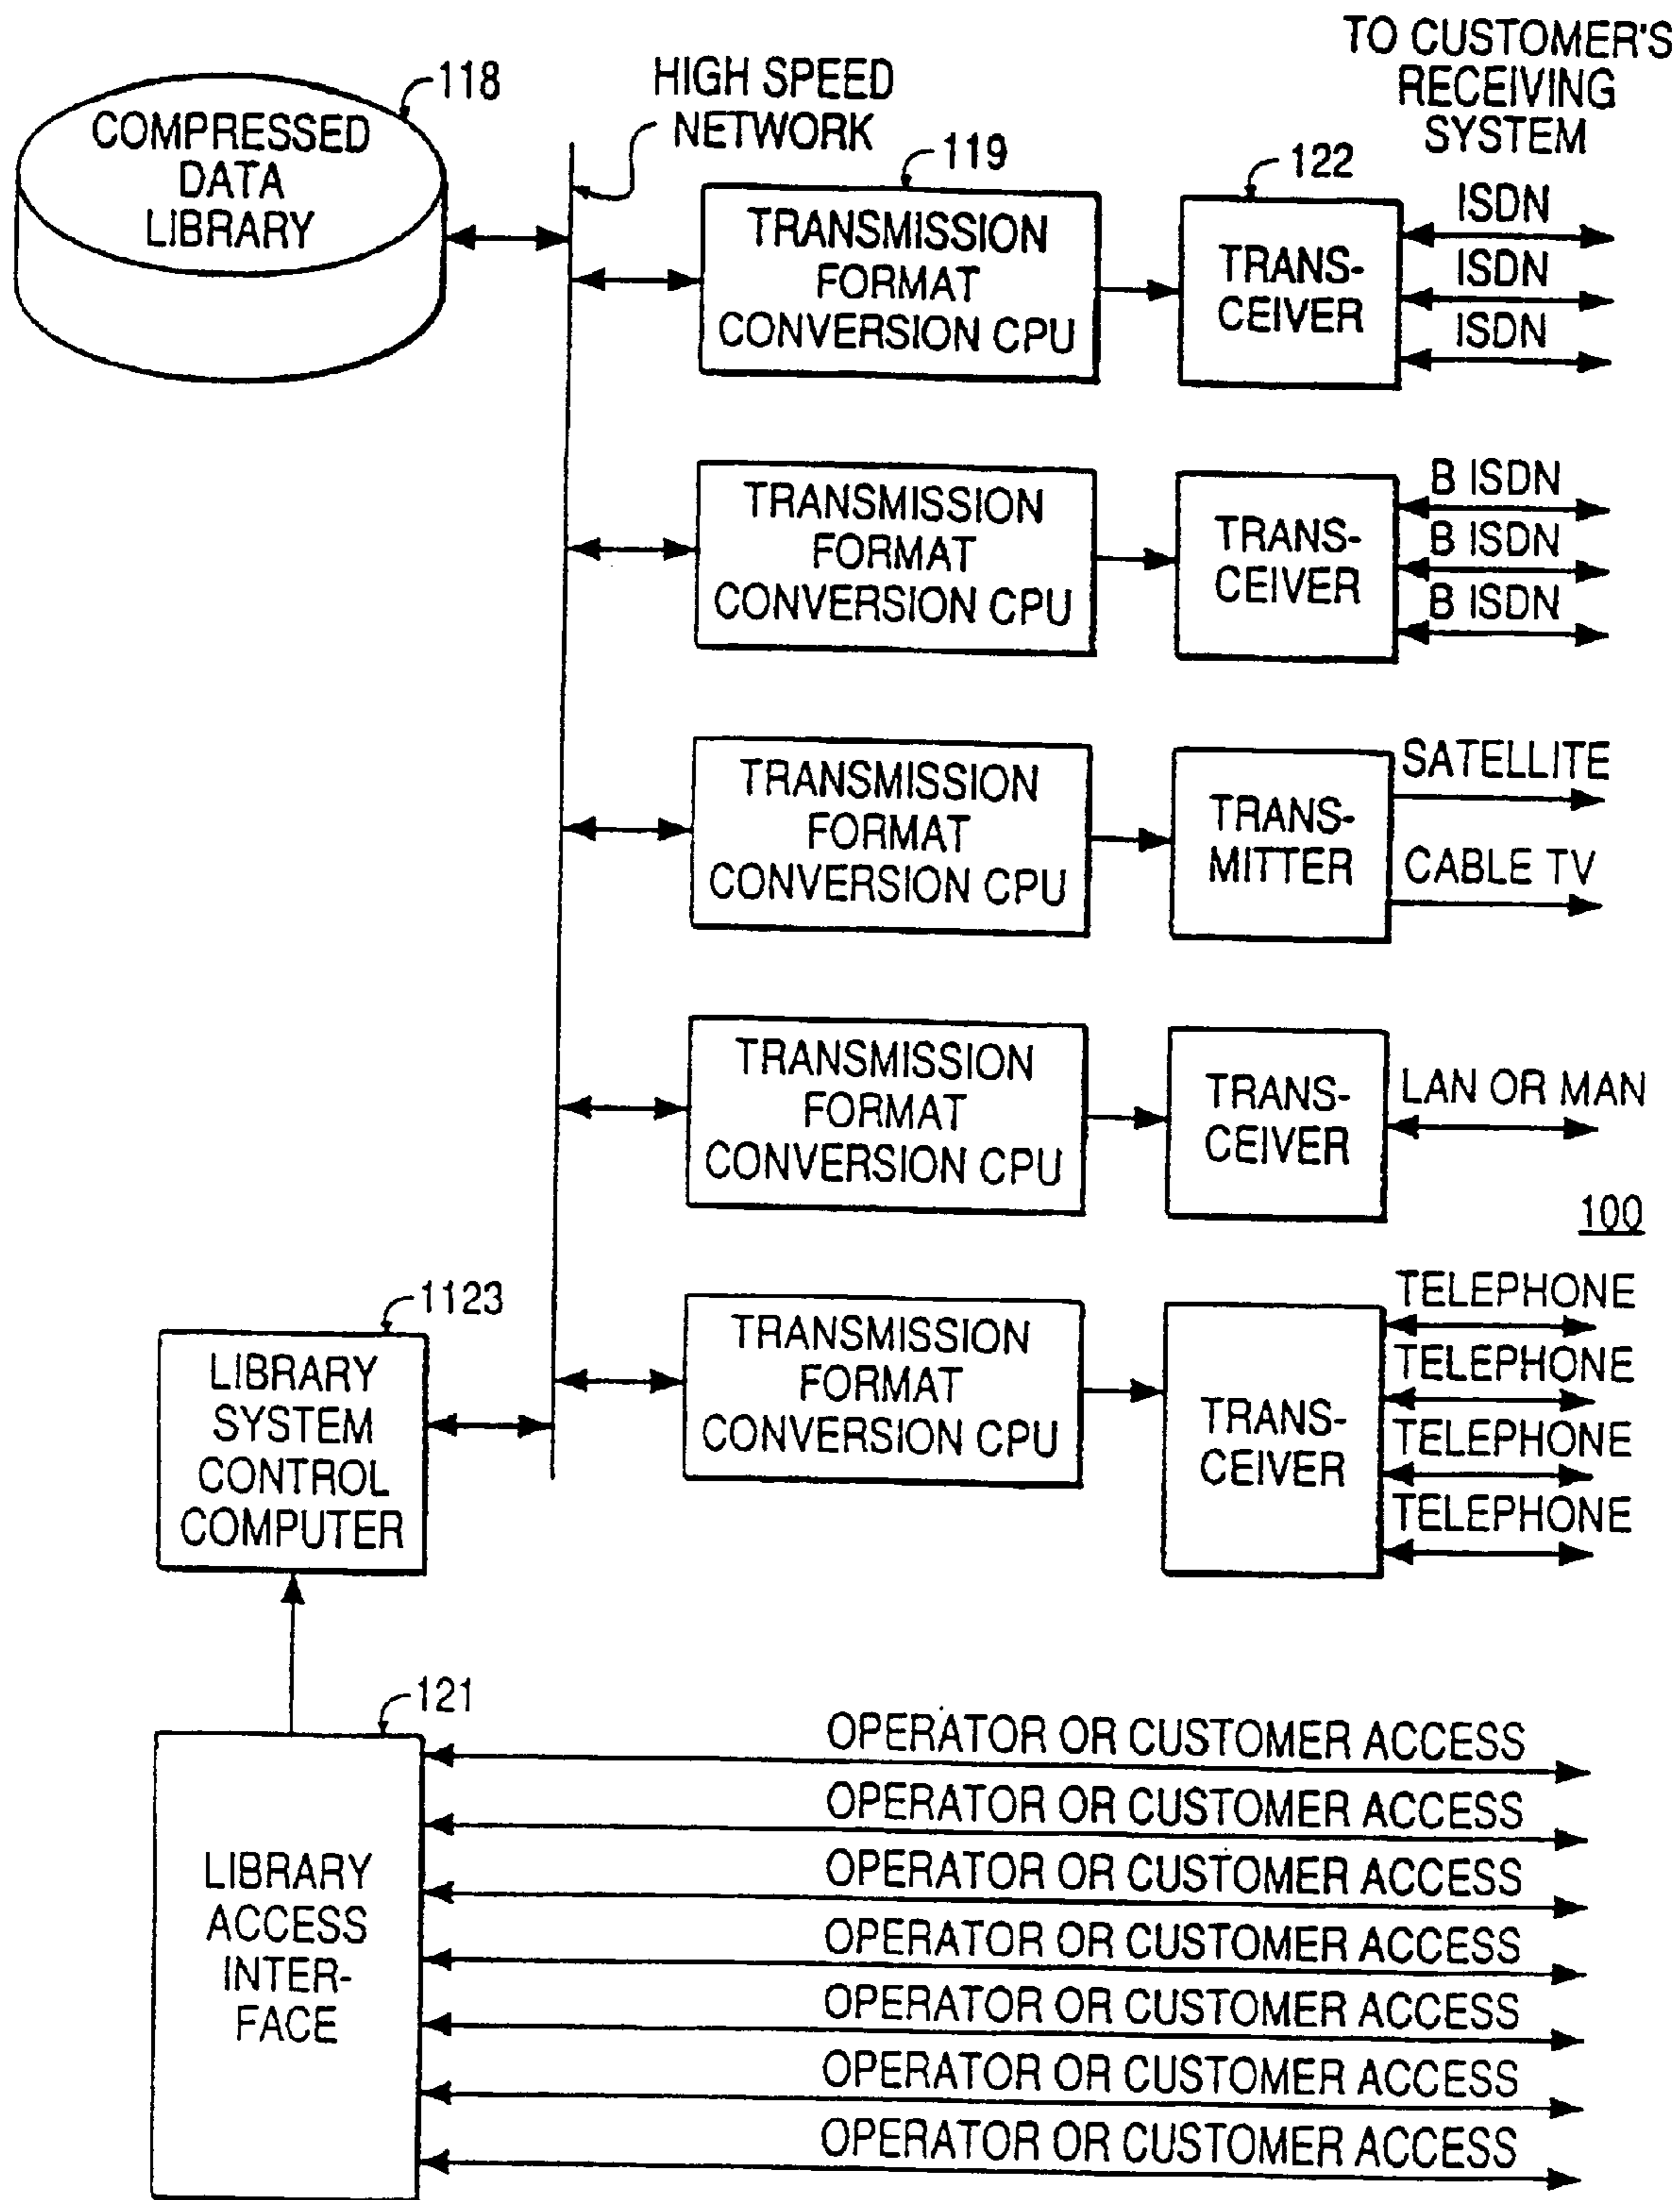 TO CUSTOMER'S
RECEIVING
SYSTEM
118
HIGH SPEED
NETWORK
COMPRESSED
DATA
LIBRARY
119
TRANSMISSION
FORMAT
CONVERSION CPU
122
TRANS-
CEIVER
ISDN
ISDN
ISDN
TRANSMISSION
FORMAT
CONVERSION CPU
TRANS-
CEIVER
B ISDN
B ISDN
B ISDN
TRANSMISSION
FORMAT
CONVERSION CPU
TRANS-
MITTER
SATELLITE
CABLE TV
TRANSMISSION
FORMAT
CONVERSION CPU
TRANS-
CEIVER
LAN OR MAN
100
1123
LIBRARY
SYSTEM
CONTROL
COMPUTER
TRANSMISSION
FORMAT
CONVERSION CPU
TRANS-
CEIVER
TELEPHONE
TELEPHONE
TELEPHONE
TELEPHONE
121
LIBRARY
ACCESS
INTER-
FACE
OPERATOR OR CUSTOMER ACCESS
OPERATOR OR CUSTOMER ACCESS
OPERATOR OR CUSTOMER ACCESS
OPERATOR OR CUSTOMER ACCESS
OPERATOR OR CUSTOMER ACCESS
OPERATOR OR CUSTOMER ACCESS
OPERATOR OR CUSTOMER ACCESS